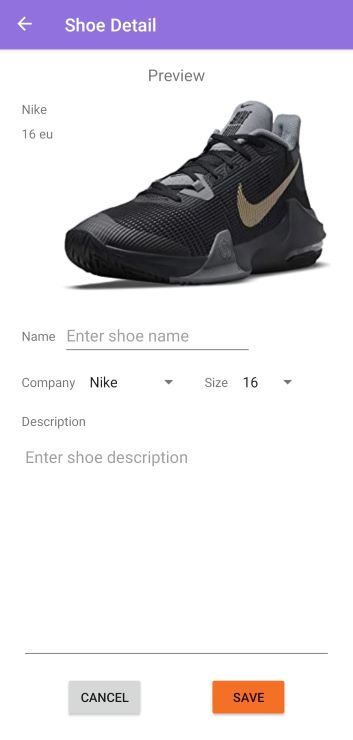 Shoe Detail
Preview
Nike
16 eu
Name Enter shoe name
Company Nike Size 16
Description
Enter shoe description
CANCEL SAVE